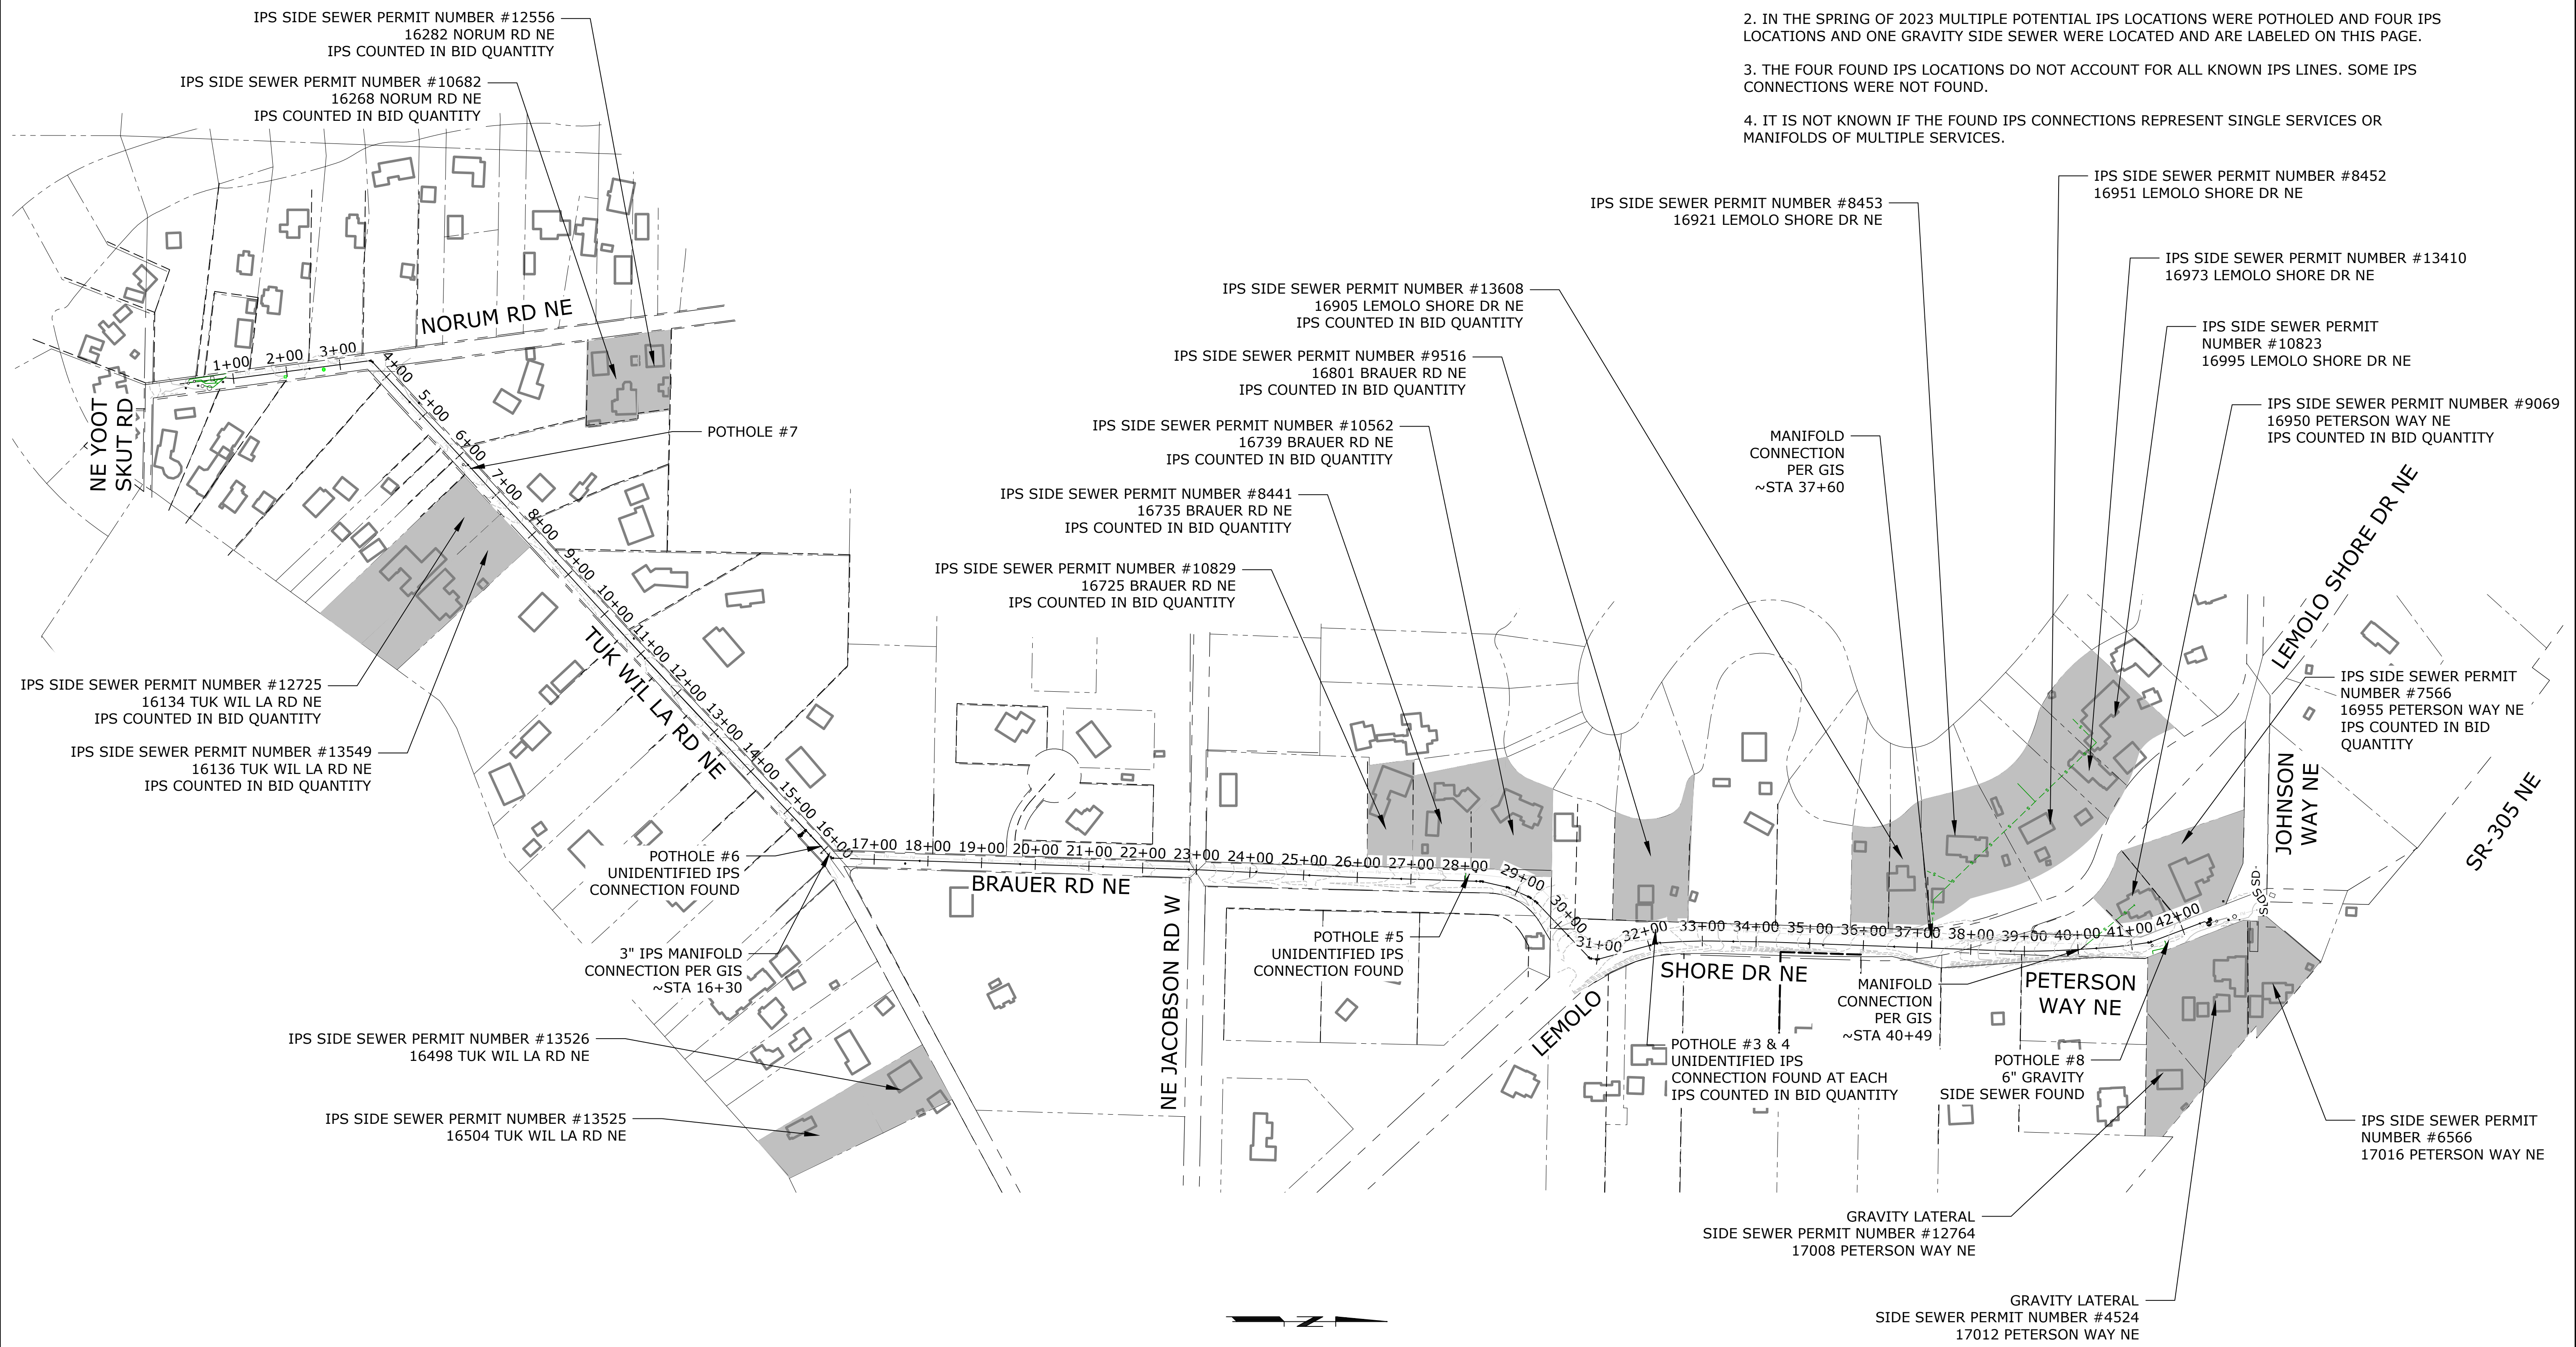 2. IN THE SPRING OF 2023 MULTIPLE POTENTIAL IPS LOCATIONS WERE POTHOLED AND FOUR IPS
LOCATIONS AND ONE GRAVITY SIDE SEWER WERE LOCATED AND ARE LABELED ON THIS PAGE.
3. THE FOUR FOUND IPS LOCATIONS DO NOT ACCOUNT FOR ALL KNOWN IPS LINES. SOME IPS
CONNECTIONS WERE NOT FOUND.
4. IT IS NOT KNOWN IF THE FOUND IPS CONNECTIONS REPRESENT SINGLE SERVICES OR
MANIFOLDS OF MULTIPLE SERVICES.
IPS SIDE SEWER PERMIT NUMBER #12556
16282 NORUM RD NE
IPS COUNTED IN BID QUANTITY
IPS SIDE SEWER PERMIT NUMBER #10682
16268 NORUM RD NE
IPS COUNTED IN BID QUANTITY
IPS SIDE SEWER PERMIT NUMBER #8452
16951 LEMOLO SHORE DR NE
IPS SIDE SEWER PERMIT NUMBER #8453
16921 LEMOLO SHORE DR NE
IPS SIDE SEWER PERMIT NUMBER #13410
16973 LEMOLO SHORE DR NE
IPS SIDE SEWER PERMIT NUMBER #13608
16905 LEMOLO SHORE DR NE
IPS COUNTED IN BID QUANTITY
IPS SIDE SEWER PERMIT
NUMBER #10823
16995 LEMOLO SHORE DR NE
IPS SIDE SEWER PERMIT NUMBER #9516
16801 BRAUER RD NE
IPS COUNTED IN BID QUANTITY
IPS SIDE SEWER PERMIT NUMBER #9069
16950 PETERSON WAY NE
IPS COUNTED IN BID QUANTITY
IPS SIDE SEWER PERMIT NUMBER #10562
16739 BRAUER RD NE
IPS COUNTED IN BID QUANTITY
MANIFOLD
CONNECTION
PER GIS
~STA 37+60
IPS SIDE SEWER PERMIT NUMBER #8441
16735 BRAUER RD NE
IPS COUNTED IN BID QUANTITY
IPS SIDE SEWER PERMIT NUMBER #10829
16725 BRAUER RD NE
IPS COUNTED IN BID QUANTITY
NORUM RD NE
NE YOOT
SKUT RD
POTHOLE #7
1+00
2+00
3+00
4+00
5+00
6+00
7+00
8+00
9+00
10+00
11+00
12+00
13+00
14+00
15+00
16+00
17+00
18+00
19+00
20+00
21+00
22+00
23+00
24+00
25+00
26+00
27+00
28+00
29+00
30+00
31+00
32+00
33+00
34+00
35+00
36+00
37+00
38+00
39+00
40+00
41+00
42+00
TUK WIL LA RD NE
IPS SIDE SEWER PERMIT NUMBER #12725
16134 TUK WIL LA RD NE
IPS COUNTED IN BID QUANTITY
IPS SIDE SEWER PERMIT NUMBER #13549
16136 TUK WIL LA RD NE
IPS COUNTED IN BID QUANTITY
LEMOLO SHORE DR NE
IPS SIDE SEWER PERMIT
NUMBER #7566
16955 PETERSON WAY NE
IPS COUNTED IN BID
QUANTITY
JOHNSON
WAY NE
SR-305 NE
SD
SD
POTHOLE #6
UNIDENTIFIED IPS
CONNECTION FOUND
BRAUER RD NE
NE JACOBSON RD W
3" IPS MANIFOLD
CONNECTION PER GIS
~STA 16+30
POTHOLE #5
UNIDENTIFIED IPS
CONNECTION FOUND
LEMOLO
SHORE DR NE
MANIFOLD
CONNECTION
PER GIS
~STA 40+49
PETERSON
WAY NE
IPS SIDE SEWER PERMIT NUMBER #13526
16498 TUK WIL LA RD NE
POTHOLE #3 & 4
UNIDENTIFIED IPS
CONNECTION FOUND AT EACH
IPS COUNTED IN BID QUANTITY
POTHOLE #8
6" GRAVITY
SIDE SEWER FOUND
IPS SIDE SEWER PERMIT NUMBER #13525
16504 TUK WIL LA RD NE
IPS SIDE SEWER PERMIT
NUMBER #6566
17016 PETERSON WAY NE
GRAVITY LATERAL
SIDE SEWER PERMIT NUMBER #12764
17008 PETERSON WAY NE
GRAVITY LATERAL
SIDE SEWER PERMIT NUMBER #4524
17012 PETERSON WAY NE
N